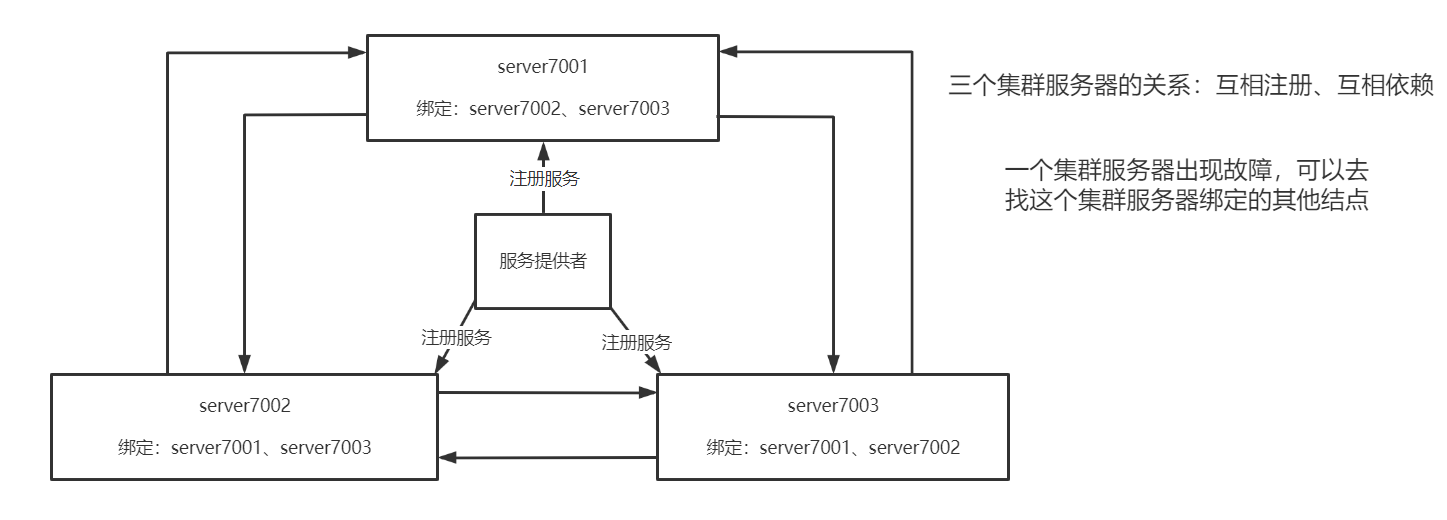 server7001
绑定：server7002、server7003
三个集群服务器的关系：互相注册、互相依赖
一个集群服务器出现故障，可以去
找这个集群服务器绑定的其他结点
注册服务
服务提供者
注册服务
注册服务
server7002
绑定：server7001、server7003
server7003
绑定：server7001、server7002